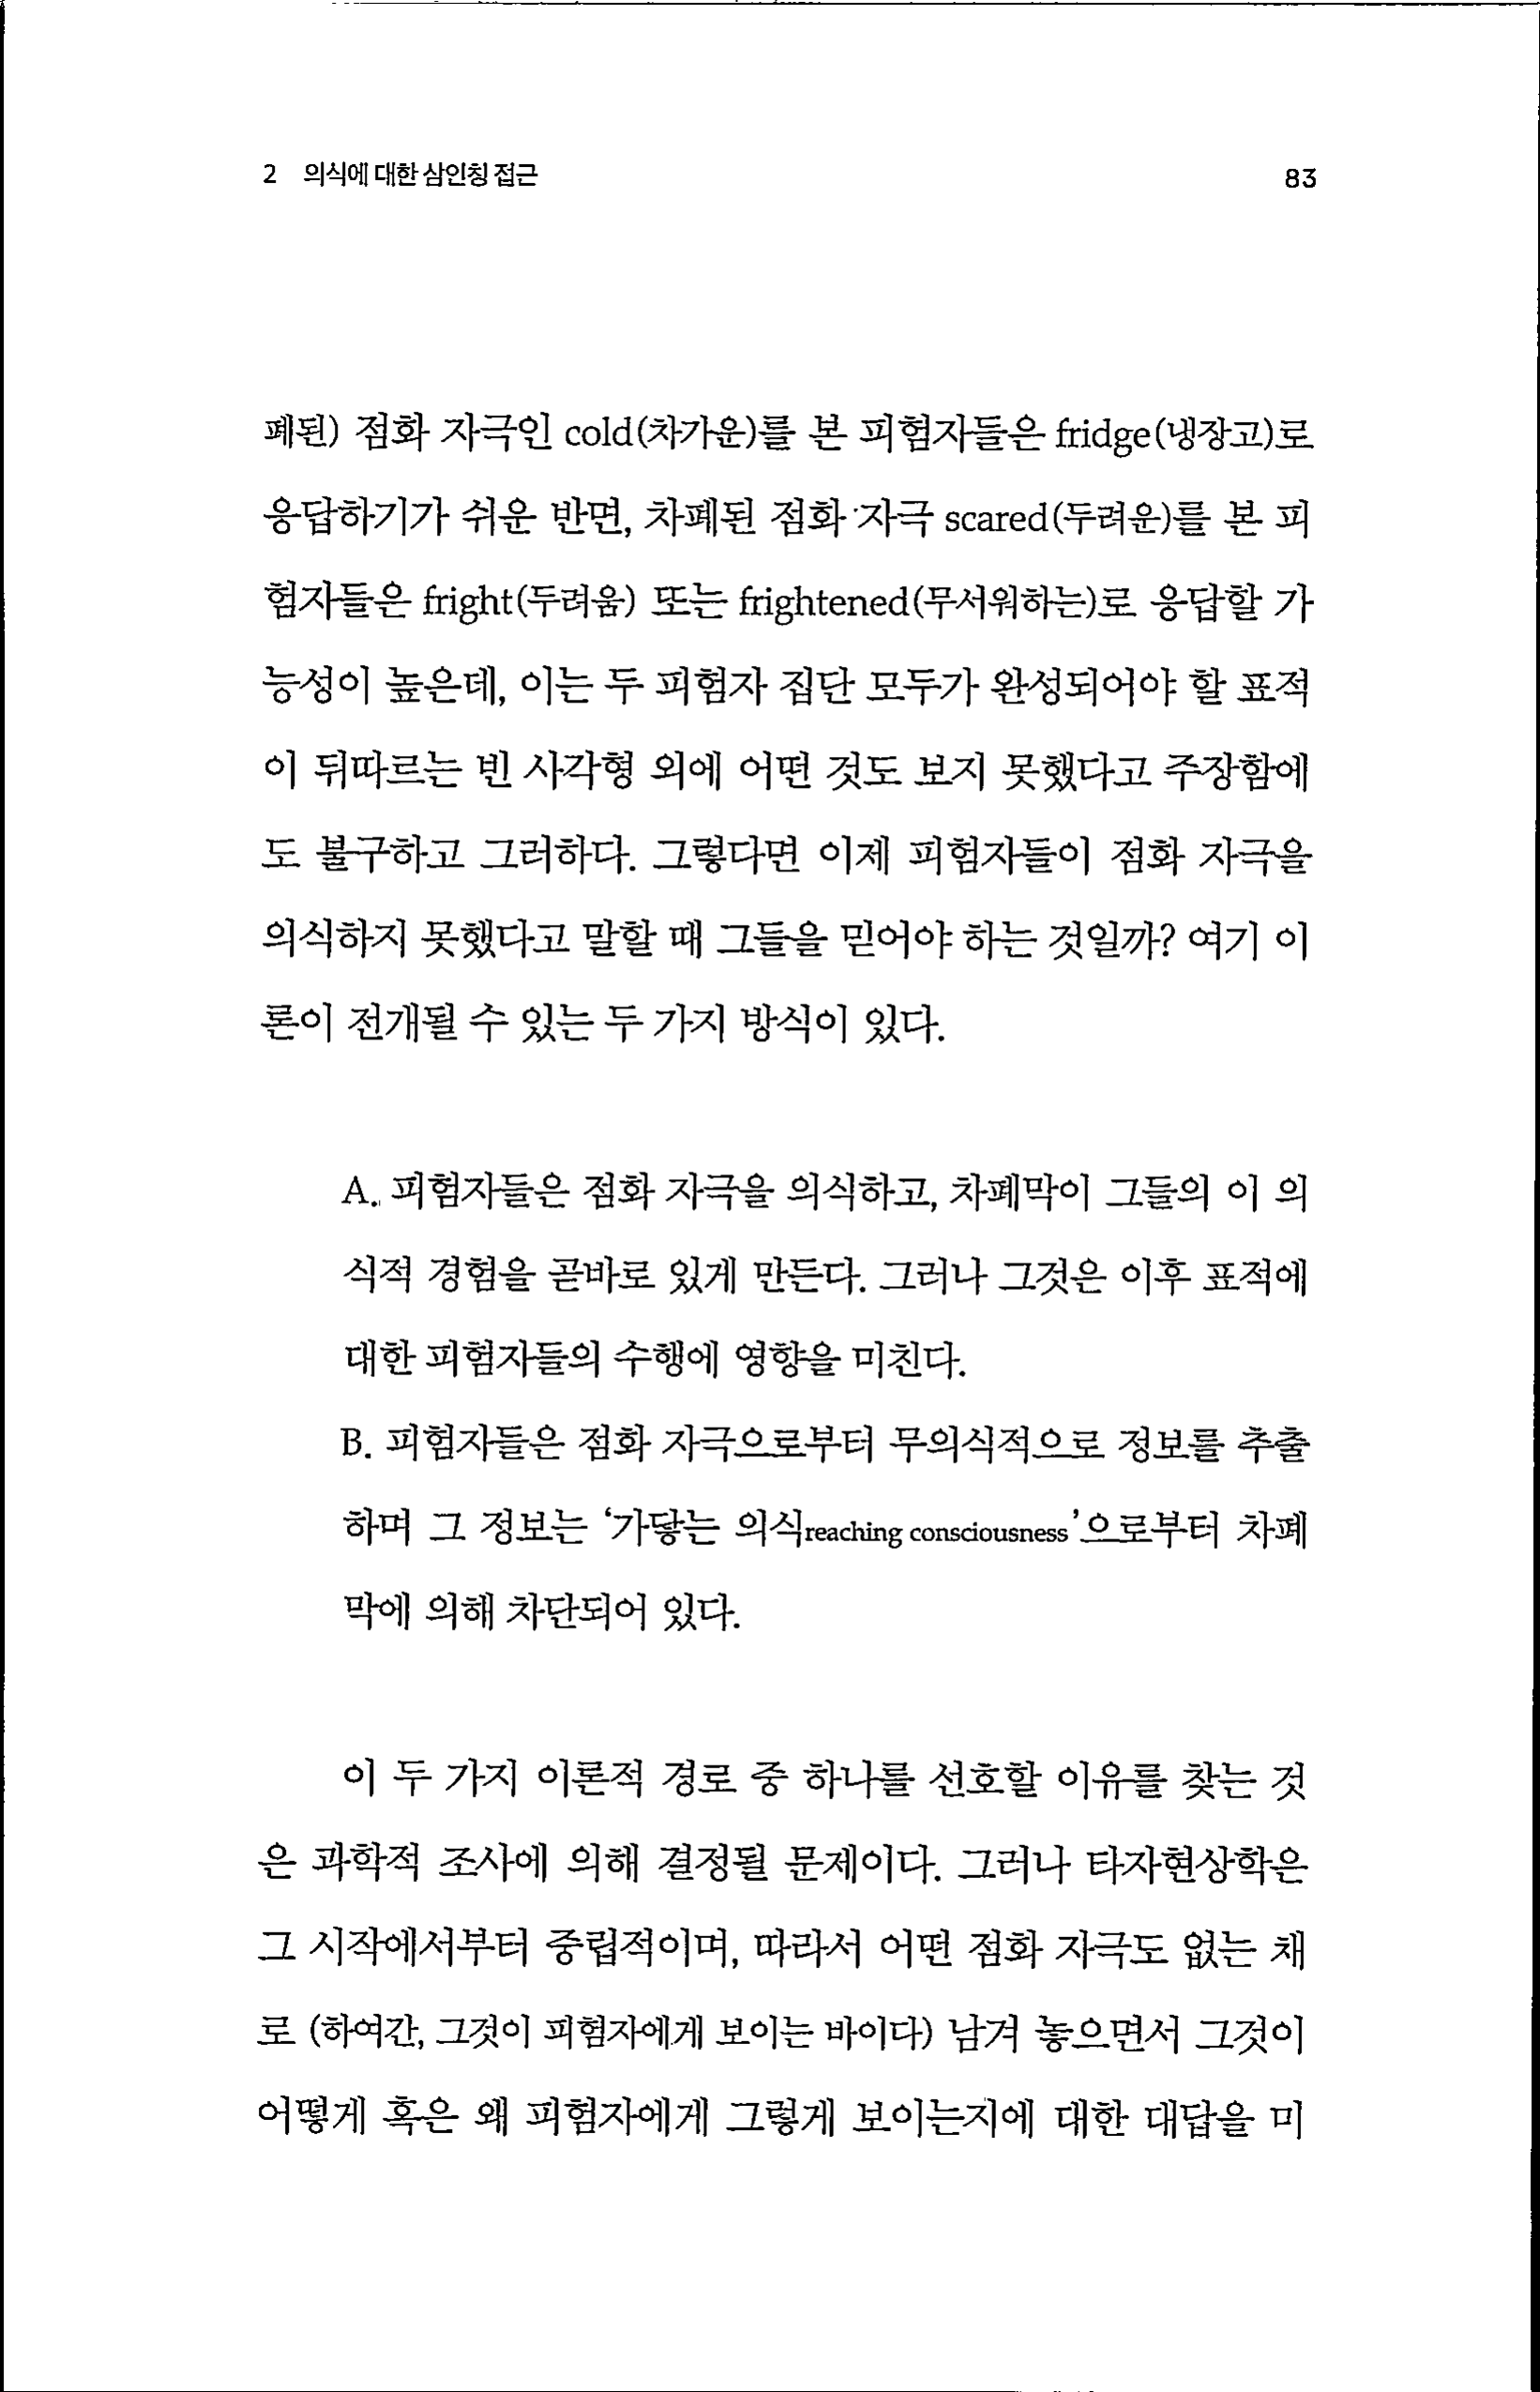 2 의식에 대한 삼인칭 접근
83
폐된) 점화 자극인 cold(차가운)를 본 피험자들은 fridge(냉장고)로
응답하기가 쉬운 반면, 차폐된 점화 자극 scared(두려운)를 본 피
험자들은 fright(두려움) 또는 frightened(무서워하는)로 응답할 가
능성이 높은데, 이는 두 피험자 집단 모두가 완성되어야 할 표적
이 뒤따르는 빈 사각형 외에 어떤 것도 보지 못했다고 주장함에
도 불구하고 그러하다. 그렇다면 이제 피험자들이 점화 자극을
의식하지 못했다고 말할 때 그들을 믿어야 하는 것일까? 여기 이
론이 전개될 수 있는 두 가지 방식이 있다.
A. 피험자들은 점화 자극을 의식하고, 차폐막이 그들의 이 의
식적 경험을 곧바로 있게 만든다. 그러나 그것은 이후 표적에
대한 피험자들의 수행에 영향을 미친다.
B. 피험자들은 점화 자극으로부터 무의식적으로 정보를 추출
하며 그 정보는 ‘가닿는 의식reaching consciousness’으로부터 차폐
막에 의해 차단되어 있다.
이 두 가지 이론적 경로 중 하나를 선호할 이유를 찾는 것
은 과학적 조사에 의해 결정될 문제이다. 그러나 타자현상학은
그 시작에서부터 중립적이며, 따라서 어떤 점화 자극도 없는 채
로 (하여간, 그것이 피험자에게 보이는 바이다) 남겨 놓으면서 그것이
어떻게 혹은 왜 피험자에게 그렇게 보이는지에 대한 대답을 미